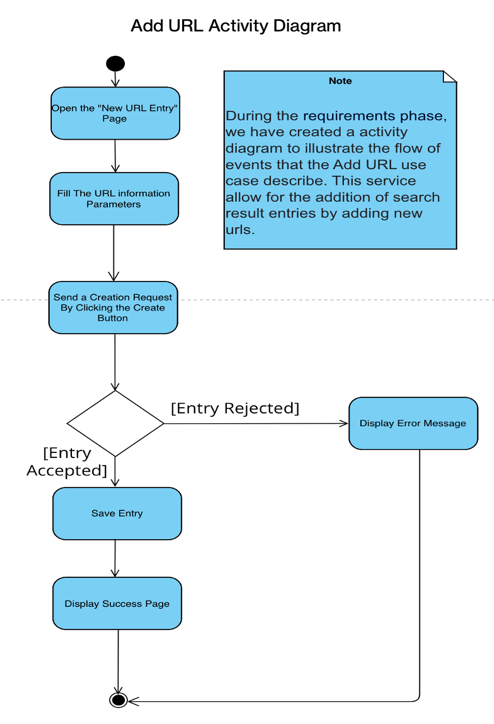 Add URL Activity Diagram
Note
During the requirements phase,
we have created a activity
diagram to illustrate the flow of
events that the Add URL use
case describe. This service
allow for the addition of search
result entries by adding new
urls.
Open the "New URL Entry"
Page
Fill The URL information
Parameters
Send a Creation Request
By Clicking the Create
Button
[Entry Rejected]
Display Error Message
[Entry
Accepted]
Save Entry
Display Success Page